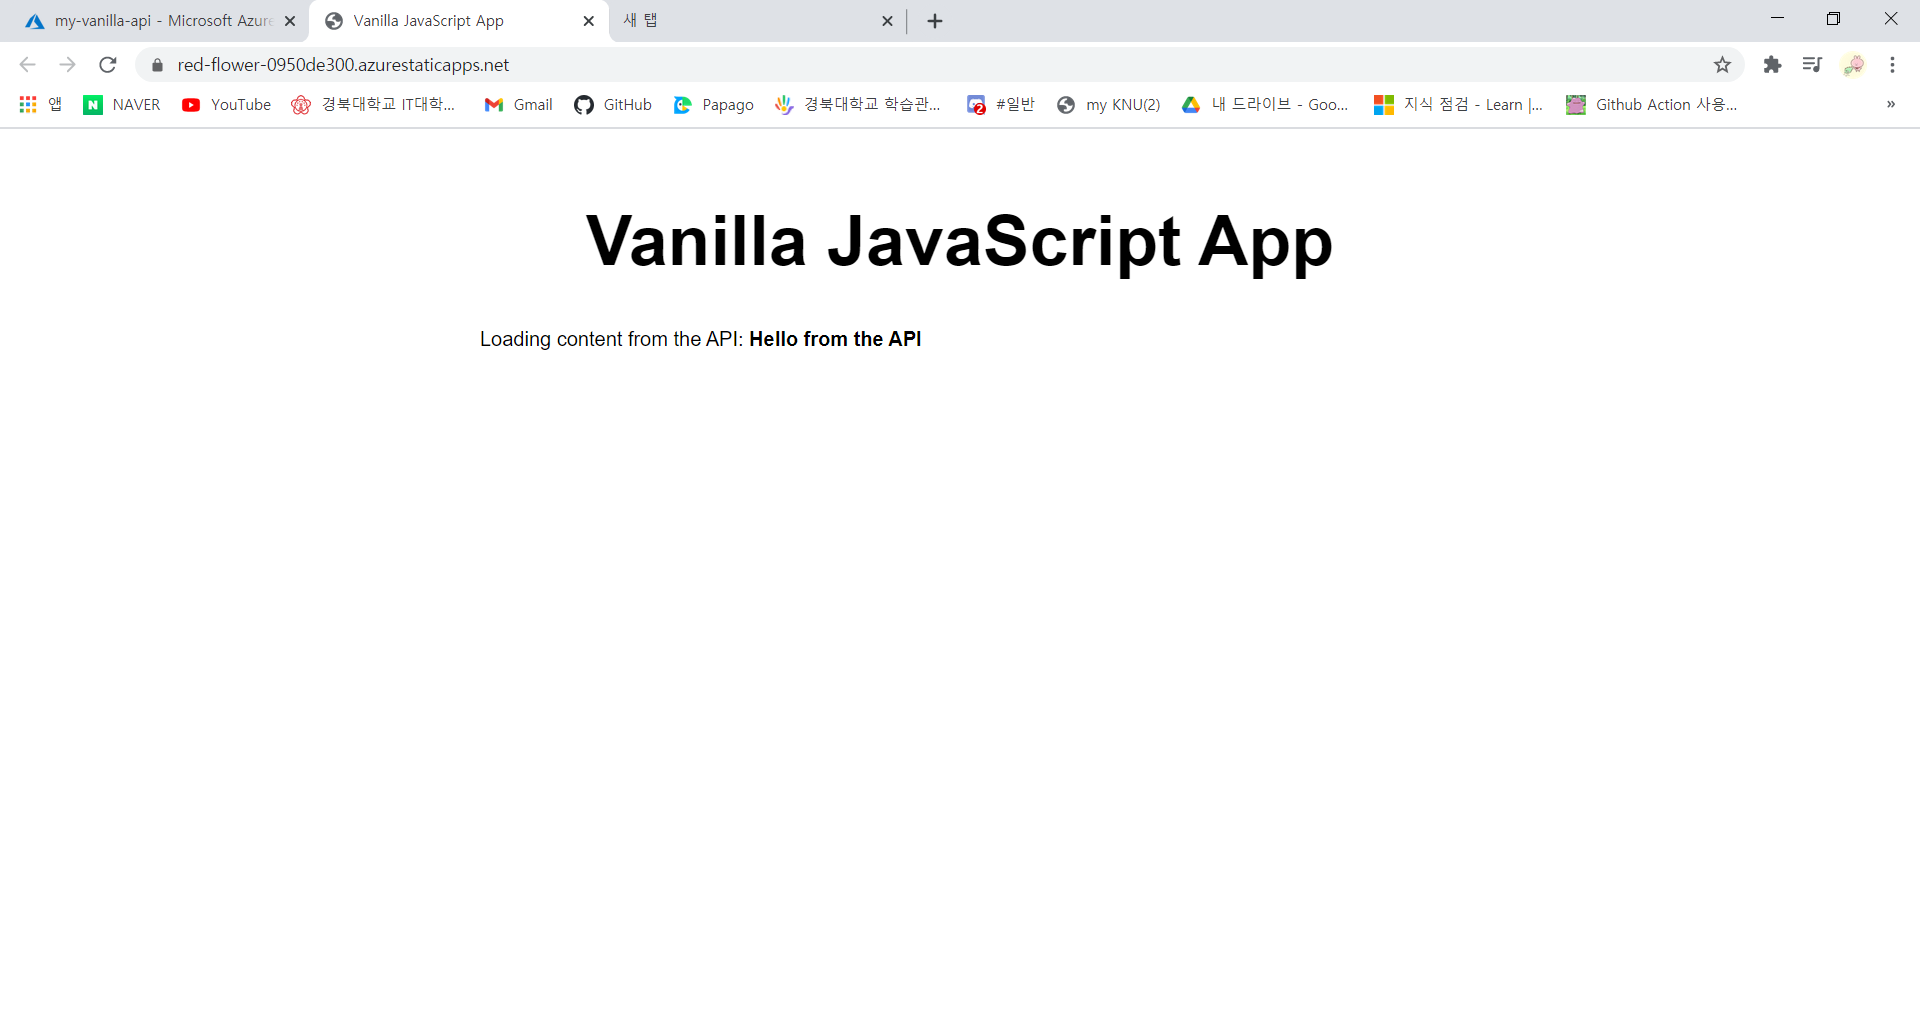 my-vanilla-api - Microsoft Azure
Vanilla JavaScript App
새 탭
red-flower-0950de300.azurestaticapps.net
앱
NAVER
YouTube
경북대학교 IT대학...
Gmail
GitHub
Papago
경북대학교 학습관...
2
#일반
my KNU(2)
내 드라이브 - Goo...
지식 점검 - Learn |...
Github Action 사용...
»
Vanilla JavaScript App
Loading content from the API: Hello from the API